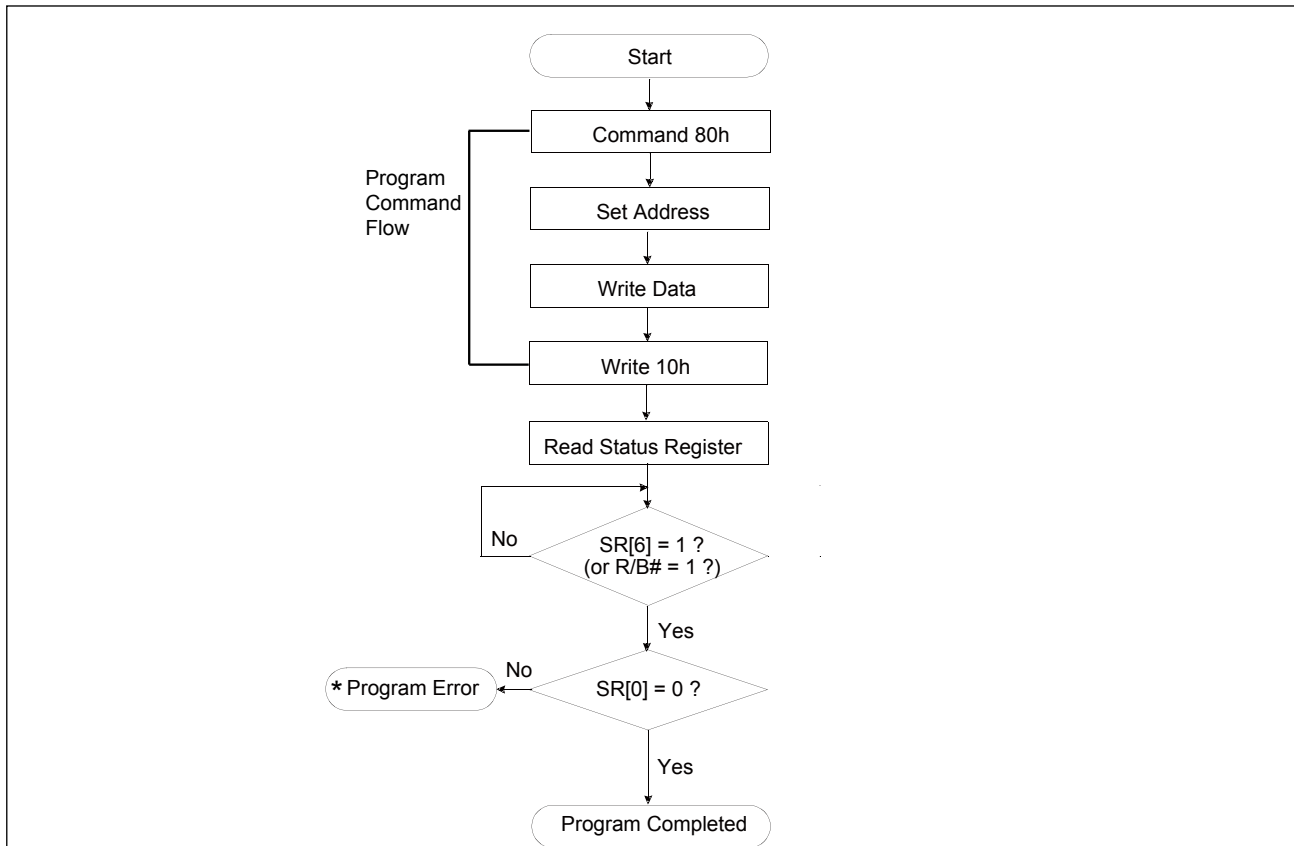 Start
Command 80h
Program
Command
Flow
Set Address
Write Data
Write 10h
Read Status Register
No
SR[6] = 1 ?
(or R/B# = 1 ?)
Yes
No
* Program Error
SR[0] = 0 ?
Yes
Program Completed